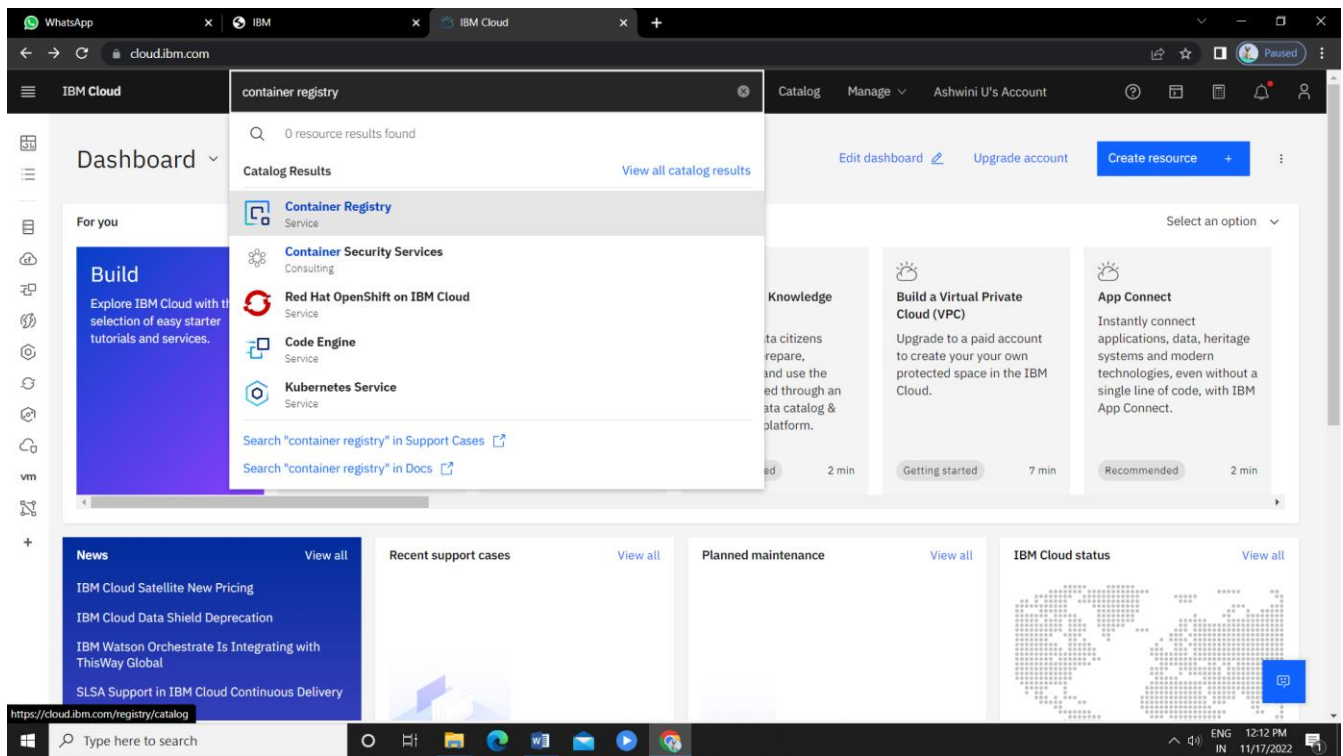 WhatsApp
IBM
IBM Cloud
cloud.ibm.com
Paused
IBM Cloud
container registry
Catalog
Manage
Ashwini U's Account
0 resource results found
Catalog Results
View all catalog results
Container Registry
Service
Container Security Services
Consulting
Red Hat OpenShift on IBM Cloud
Service
Code Engine
Service
Kubernetes Service
Service
Search "container registry" in Support Cases
Search "container registry" in Docs
Dashboard
Edit dashboard
Upgrade account
Create resource +
For you
Select an option
Build
Explore IBM Cloud with th
selection of easy starter
tutorials and services.
Knowledge
ta citizens
repare,
and use the
ed through an
ata catalog &
platform.
ed
2 min
Build a Virtual Private
Cloud (VPC)
Upgrade to a paid account
to create your your own
protected space in the IBM
Cloud.
Getting started
7 min
App Connect
Instantly connect
applications, data, heritage
systems and modern
technologies, even without a
single line of code, with IBM
App Connect.
Recommended
2 min
vm
News
View all
IBM Cloud Satellite New Pricing
IBM Cloud Data Shield Deprecation
IBM Watson Orchestrate Is Integrating with
ThisWay Global
SLSA Support in IBM Cloud Continuous Delivery
Recent support cases
View all
Planned maintenance
View all
IBM Cloud status
View all
https://cloud.ibm.com/registry/catalog
Type here to search
ENG
IN
12:12 PM
11/17/2022